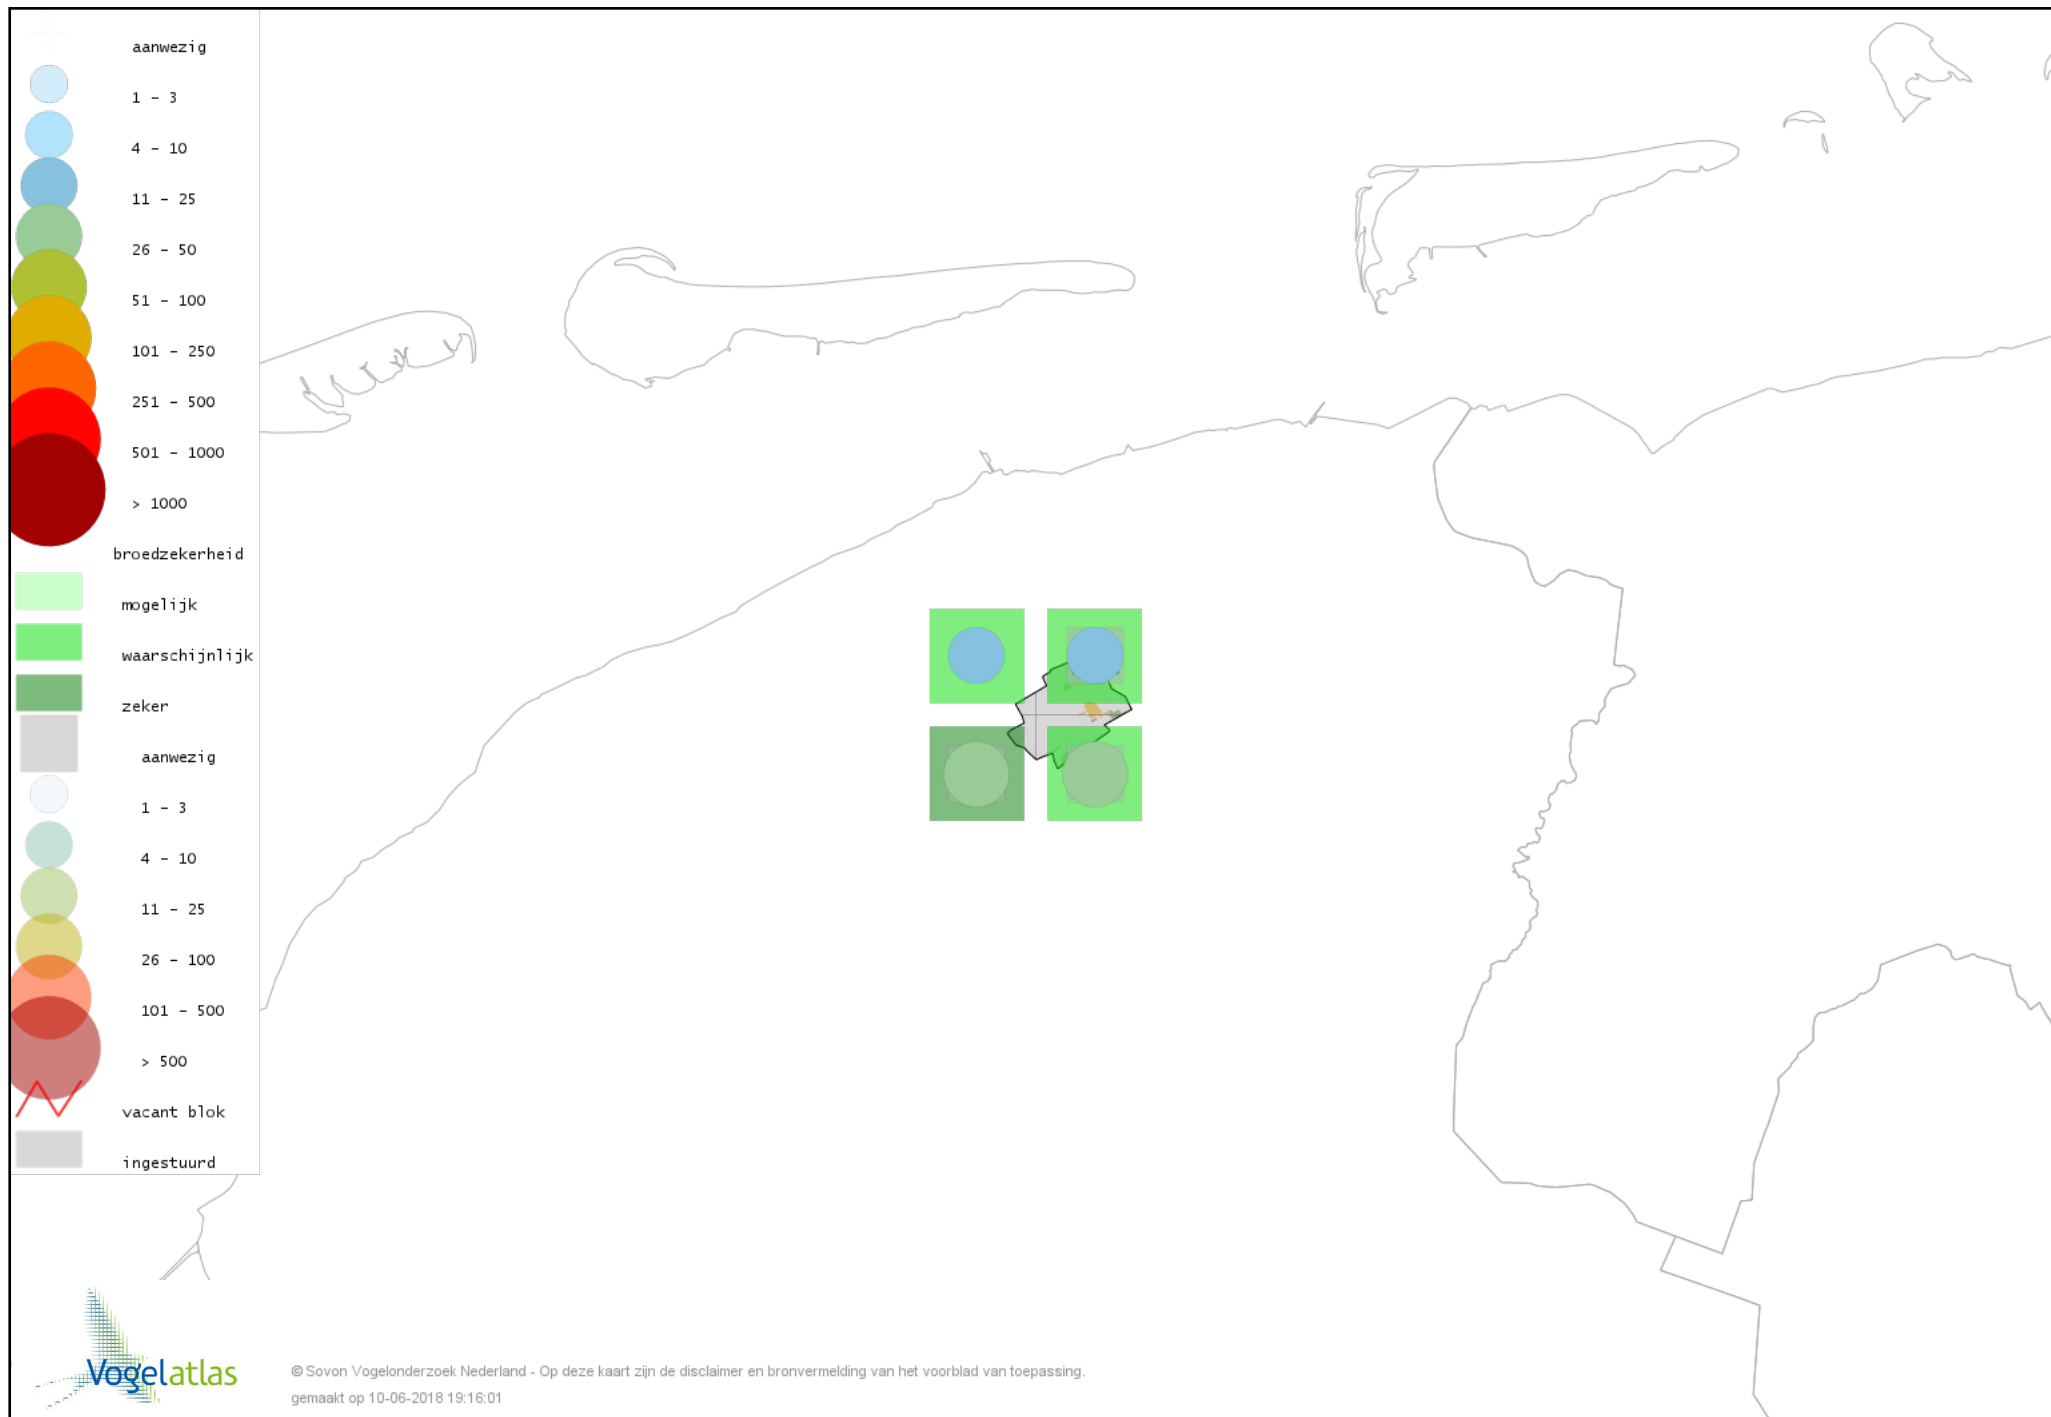 aanwezig
1 - 3
4 - 10
11 - 25
26 - 50
51 - 100
101 - 250
251 - 500
501 - 1000
> 1000
broedzekerheid
mogelijk
waarschijnlijk
zeker
aanwezig
1 - 3
4 - 10
11 - 25
26 - 100
101 - 500
> 500
vacant blok
ingestuurd
Vogelatlas
© Sovon Vogelonderzoek Nederland - Op deze kaart zijn de disclaimer en bronvermelding van het voorblad van toepassing.
gemaakt op 10-06-2018 19:16:01